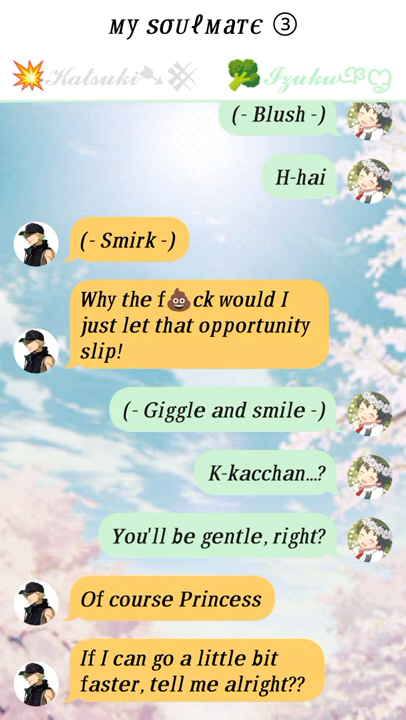 my soulmate ③
💥Katsuki 🥦Izuku
(- Blush -)
H-hai
(- Smirk -)
Why the f💩ck would I
just let that opportunity
slip!
(- Giggle and smile -)
K-kacchan...?
You'll be gentle, right?
Of course Princess
If I can go a little bit
faster, tell me alright??